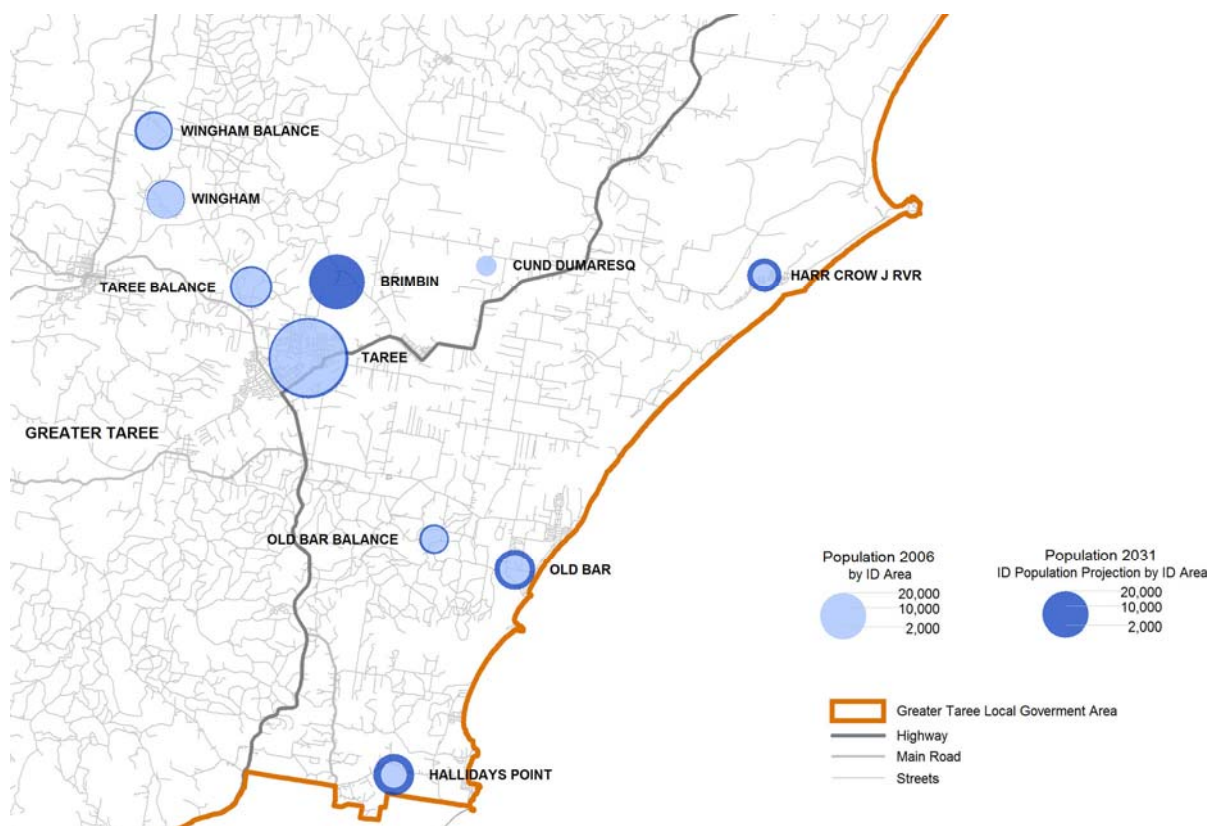 WINGHAM BALANCE
WINGHAM
CUND DUMARESQ
HARR CROW J RVR
TAREE BALANCE
BRIMBIN
TAREE
GREATER TAREE
OLD BAR BALANCE
OLD BAR
HALLIDAYS POINT
Population 2006
by ID Area
20,000
10,000
2,000
Population 2031
ID Population Projection by ID Area
20,000
10,000
2,000
Greater Taree Local Goverment Area
Highway
Main Road
Streets